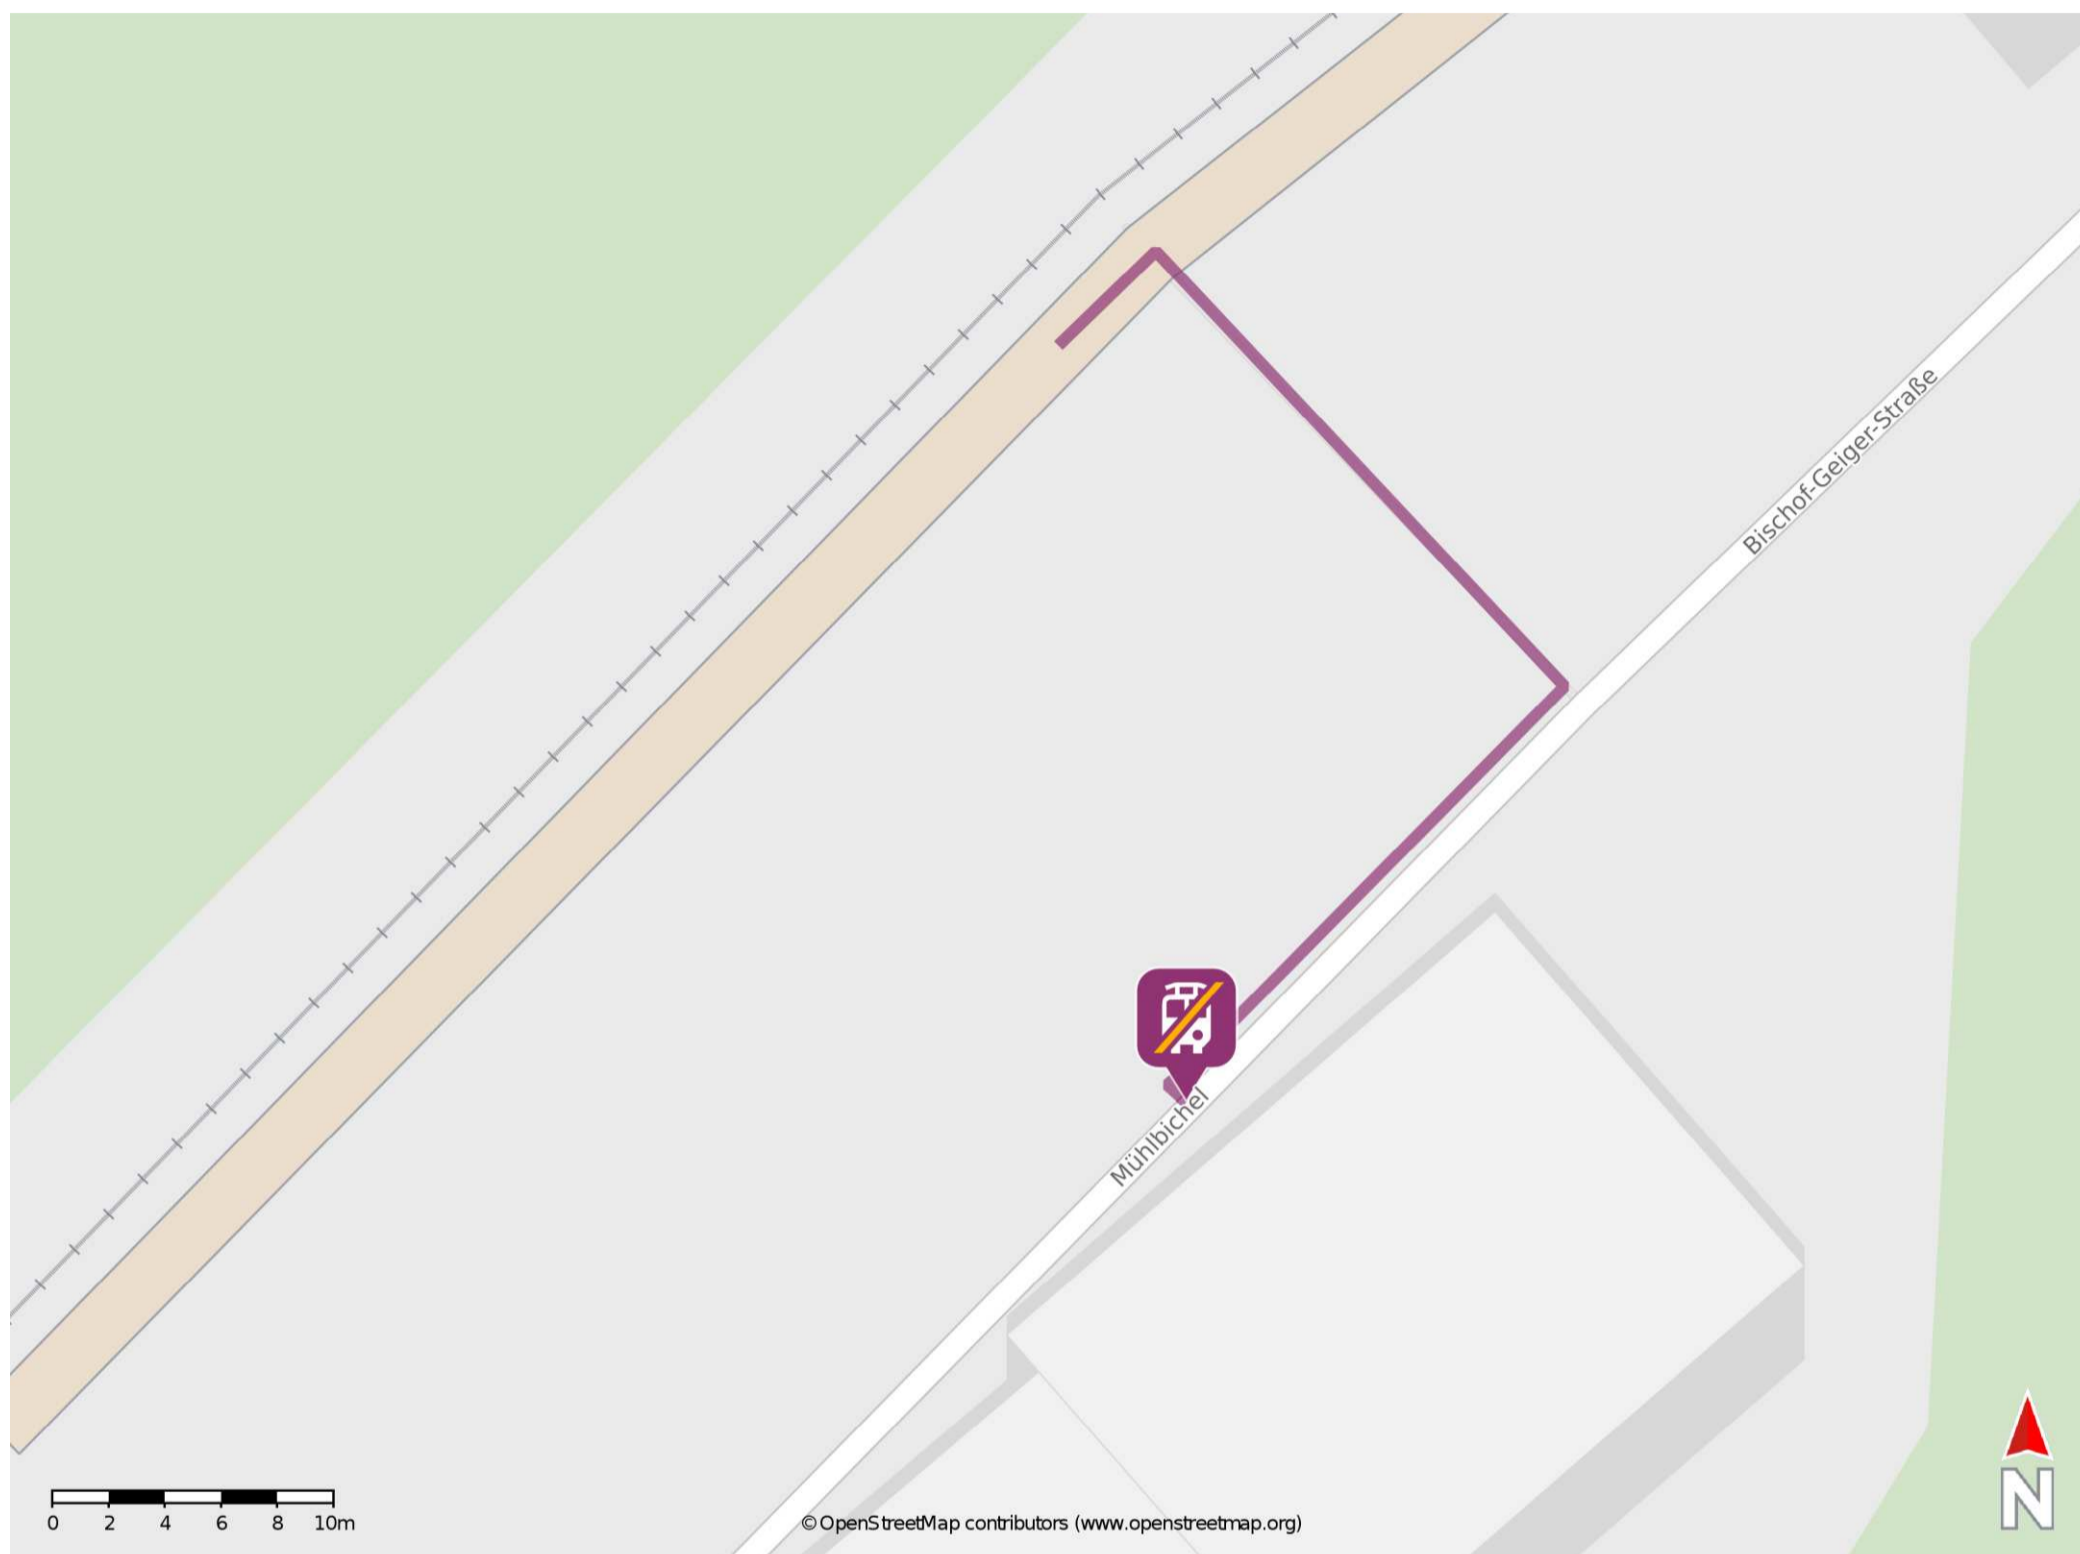 Bischof-Geiger-Straße
Mühlbichel
0 2 4 6 8 10m
© OpenStreetMap contributors (www.openstreetmap.org)
N